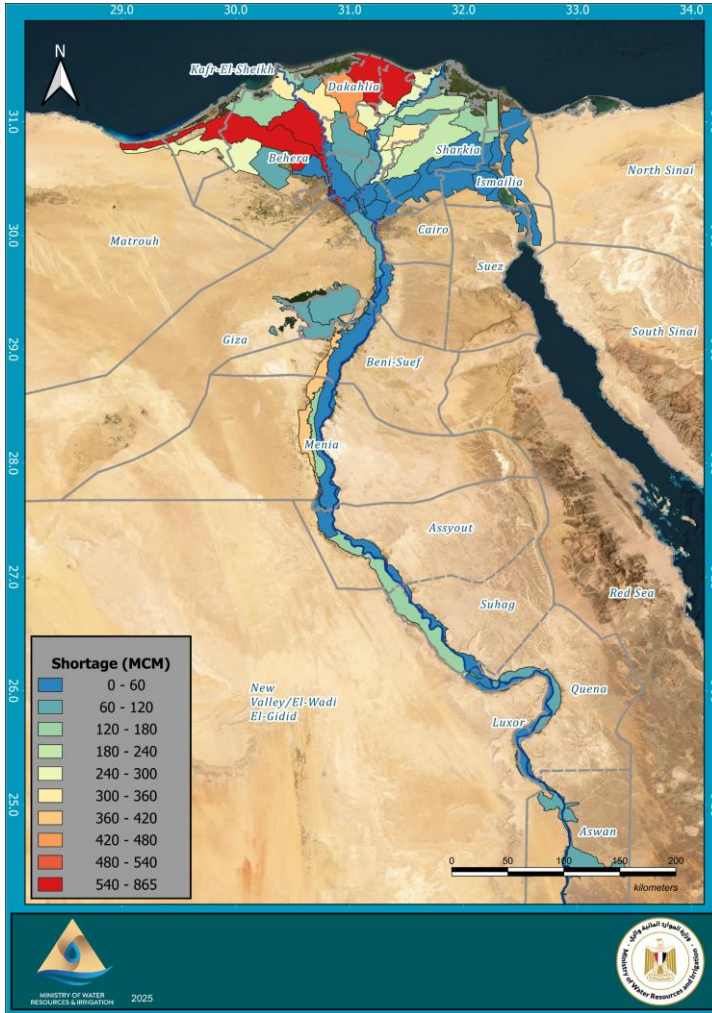 29.0 30.0 31.0 32.0 33.0 34.0
N
Kafr-El-Sheikh
Dakahlia
31.0
Behera
Sharkia
Ismailia
North Sinai
Matrouh
Cairo
30.0
Suez
South Sinai
Giza
29.0
Beni-Suef
Menia
28.0
Assyout
27.0
Suhag
Red Sea
Shortage (MCM)
0 - 60
60 - 120
120 - 180
180 - 240
240 - 300
300 - 360
360 - 420
420 - 480
480 - 540
540 - 865
New
Valley/El-Wadi
El-Gidid
26.0
Quena
Luxor
25.0
Aswan
0 50 100 150 200
kilometers
MINISTRY OF WATER
RESOURCES & IRRIGATION
2025
وزارة الموارد المائية والري
Ministry of Water Resources and Irrigation